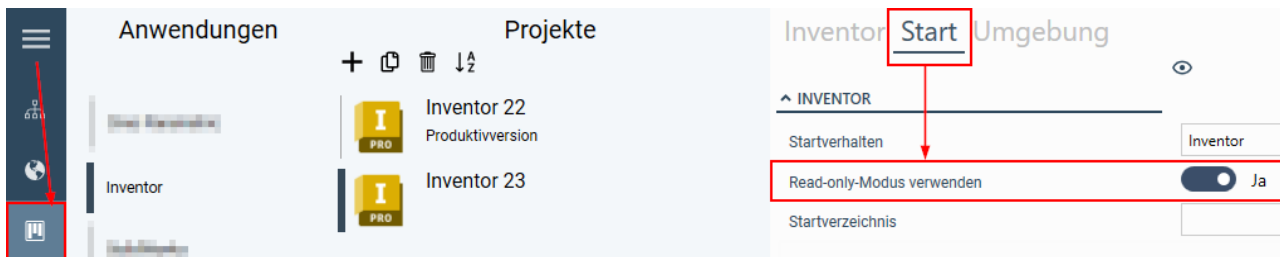 Anwendungen
Projekte
Inventor Start Umgebung
Inventor 22
Produktivversion
Inventor
Inventor 23
I
PRO
I
PRO
INVENTOR
Startverhalten
Inventor
Read-only-Modus verwenden
Ja
Startverzeichnis